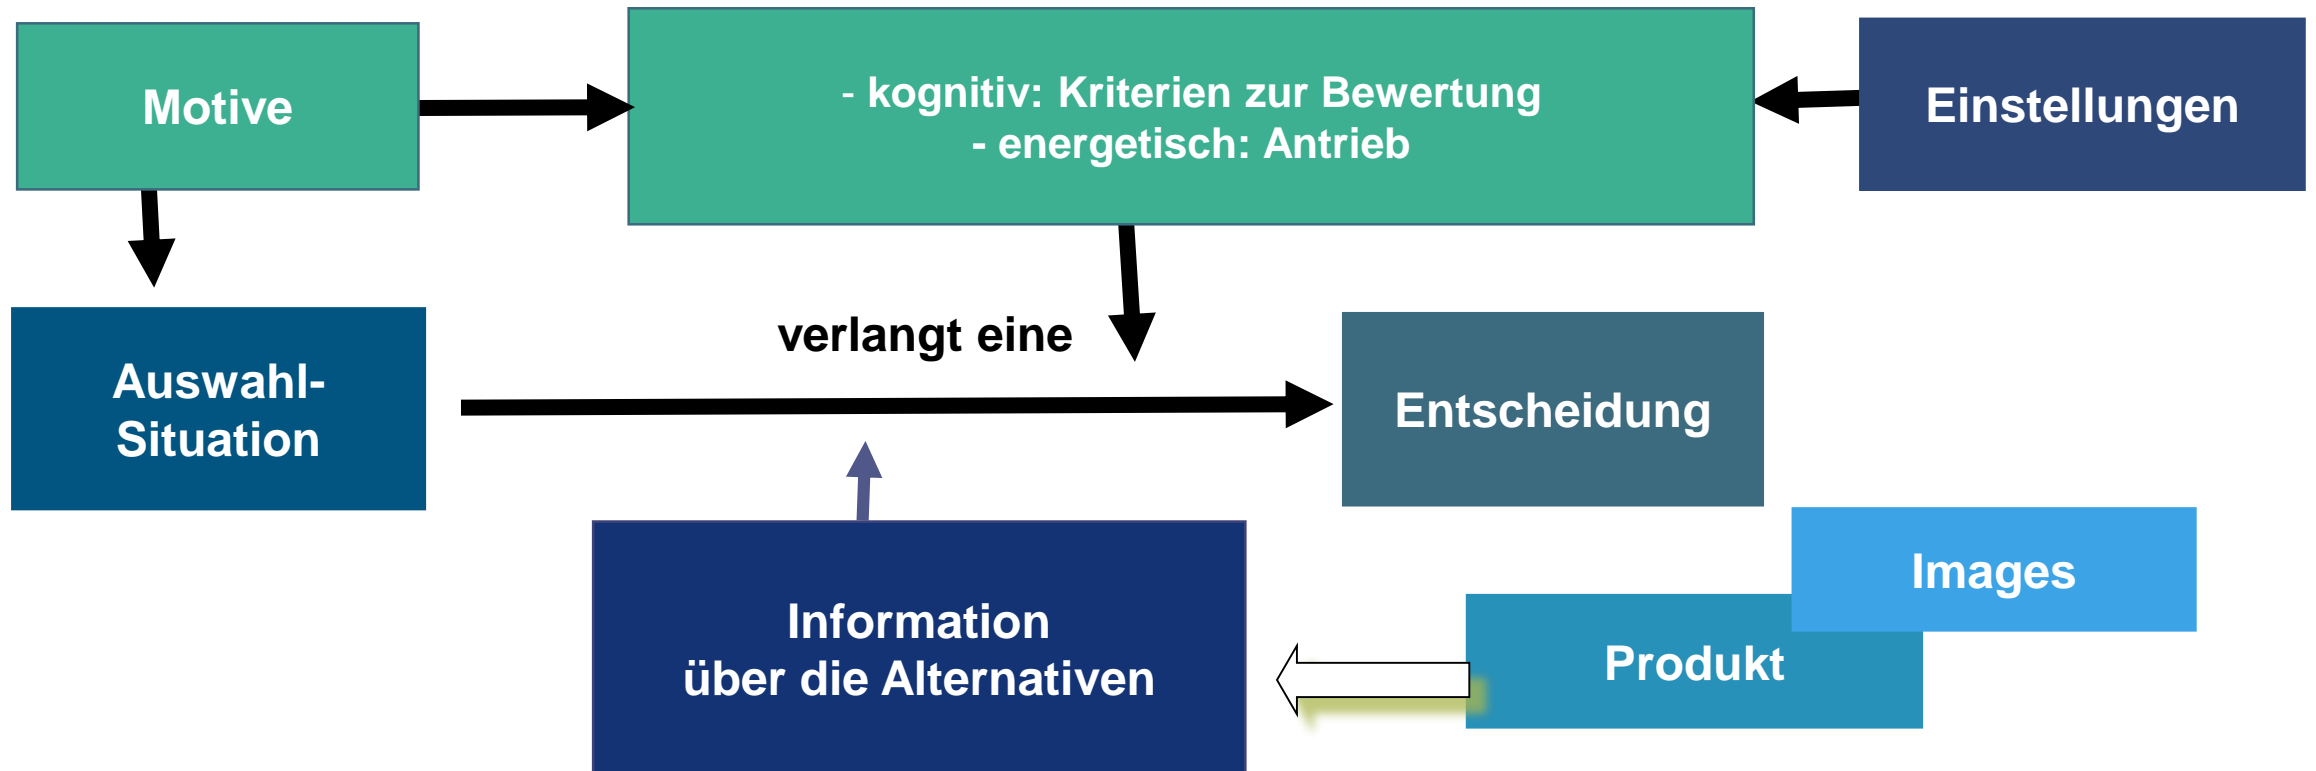 Motive
- kognitiv: Kriterien zur Bewertung
- energetisch: Antrieb
Einstellungen
verlangt eine
Auswahl-
Situation
Entscheidung
Information
über die Alternativen
Images
Produkt